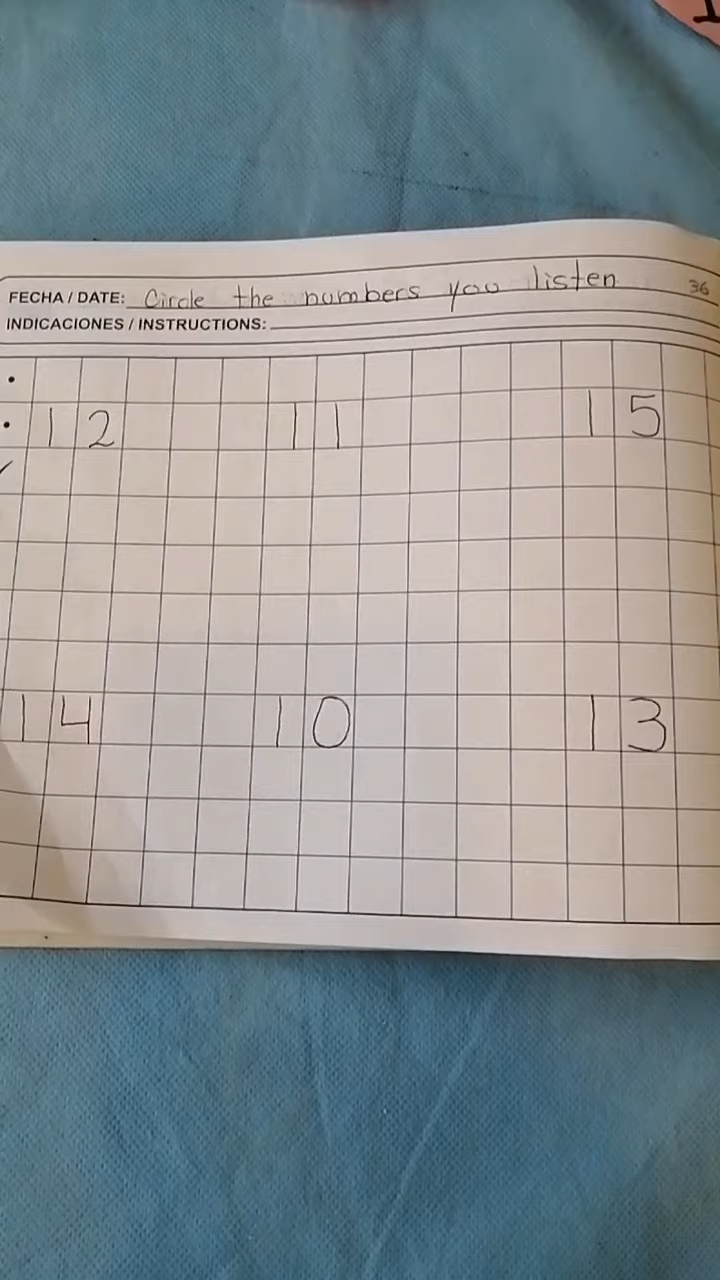 FECHA / DATE: Circle the numbers you listen 36
INDICACIONES / INSTRUCTIONS:
12 11 15
14 10 13